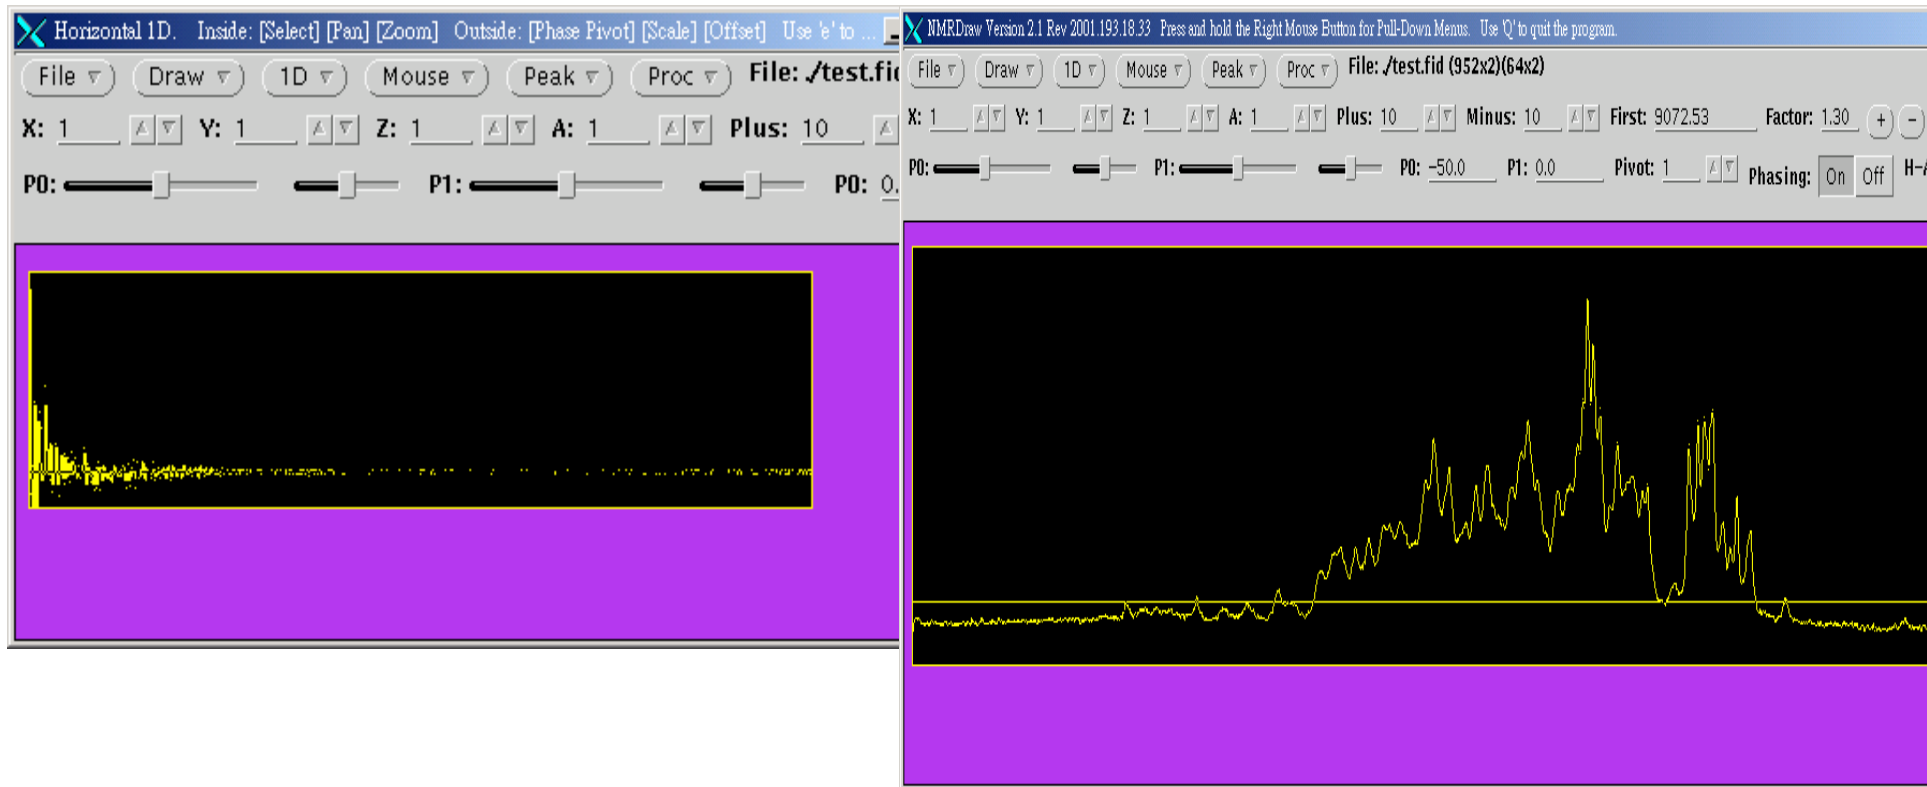 Horizontal 1D. Inside: [Select] [Pan] [Zoom] Outside: [Phase Pivot] [Scale] [Offset] Use 'e' to ...
File Draw 1D Mouse Peak Proc File: ./test.fid
X: 1 Y: 1 Z: 1 A: 1 Plus: 10
P0: P1: P0: 0.
NMRDraw Version 2.1 Rev 2001.193.18.33 Press and hold the Right Mouse Button for Pull-Down Menus. Use 'Q' to quit the program.
File Draw 1D Mouse Peak Proc File: ./test.fid (952x2)(64x2)
X: 1 Y: 1 Z: 1 A: 1 Plus: 10 Minus: 10 First: 9072.53 Factor: 1.30 + -
P0: P1: P0: -50.0 P1: 0.0 Pivot: 1 Phasing: On Off